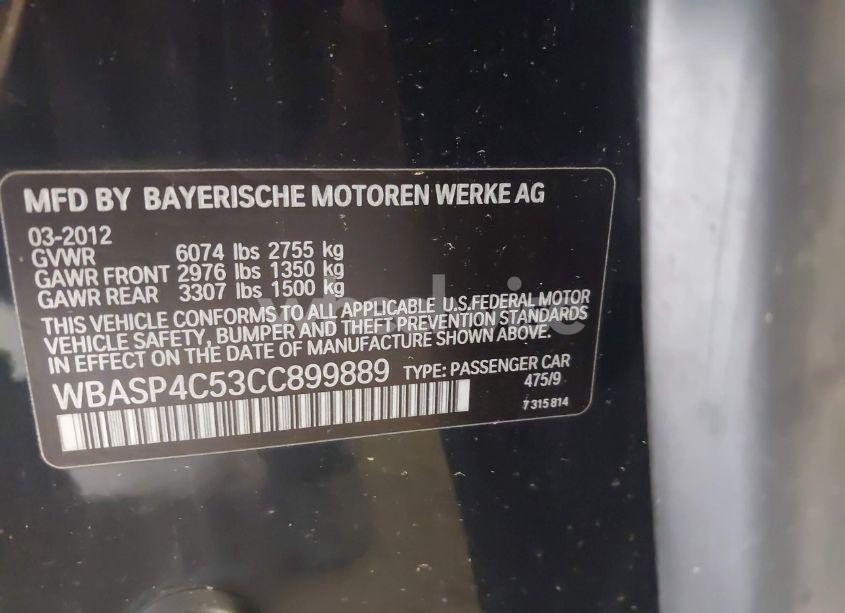 MFD BY BAYERISCHE MOTOREN WERKE AG
03-2012
GVWR 6074 lbs 2755 kg
GAWR FRONT 2976 lbs 1350 kg
GAWR REAR 3307 lbs 1500 kg
THIS VEHICLE CONFORMS TO ALL APPLICABLE U.S.FEDERAL MOTOR
VEHICLE SAFETY, BUMPER AND THEFT PREVENTION STANDARDS
IN EFFECT ON THE DATE OF MANUFACTURE SHOWN ABOVE.
WBASP4C53CC899889 TYPE: PASSENGER CAR
475/9
7 315 814